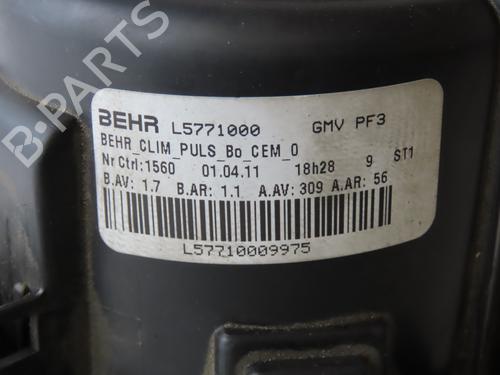 B-PARTS
BEHR L5771000 GMV PF3
BEHR_CLIM_PULS_Bo_CEM_0
Nr Ctrl:1560 01.04.11 18h28 9 ST1
B.AV: 1.7 B.AR: 1.1 A.AV: 309 A.AR: 56
L57710009975